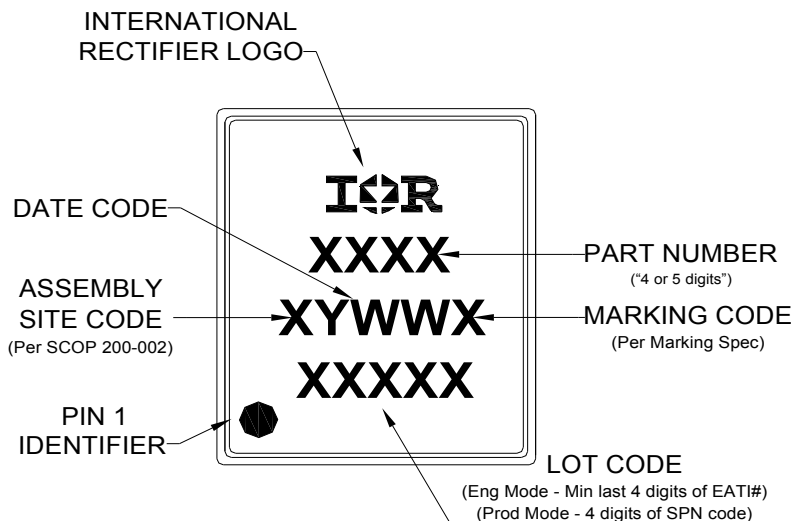 INTERNATIONAL
RECTIFIER LOGO
IOR
DATE CODE
XXXX
PART NUMBER
(“4 or 5 digits”)
ASSEMBLY
SITE CODE
(Per SCOP 200-002)
XYWWX
MARKING CODE
(Per Marking Spec)
XXXXX
PIN 1
IDENTIFIER
LOT CODE
(Eng Mode - Min last 4 digits of EATI#)
(Prod Mode - 4 digits of SPN code)